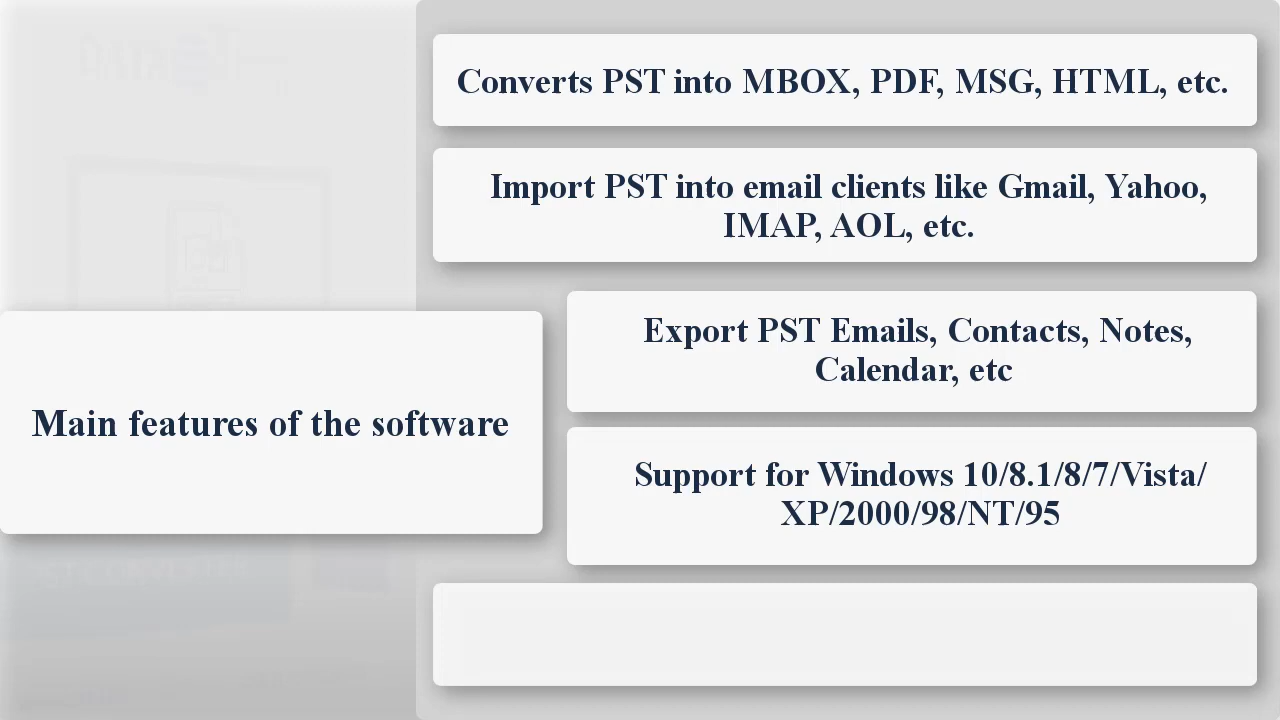 Converts PST into MBOX, PDF, MSG, HTML, etc.
Import PST into email clients like Gmail, Yahoo,
IMAP, AOL, etc.
Export PST Emails, Contacts, Notes,
Calendar, etc
Main features of the software
Support for Windows 10/8.1/8/7/Vista/
XP/2000/98/NT/95